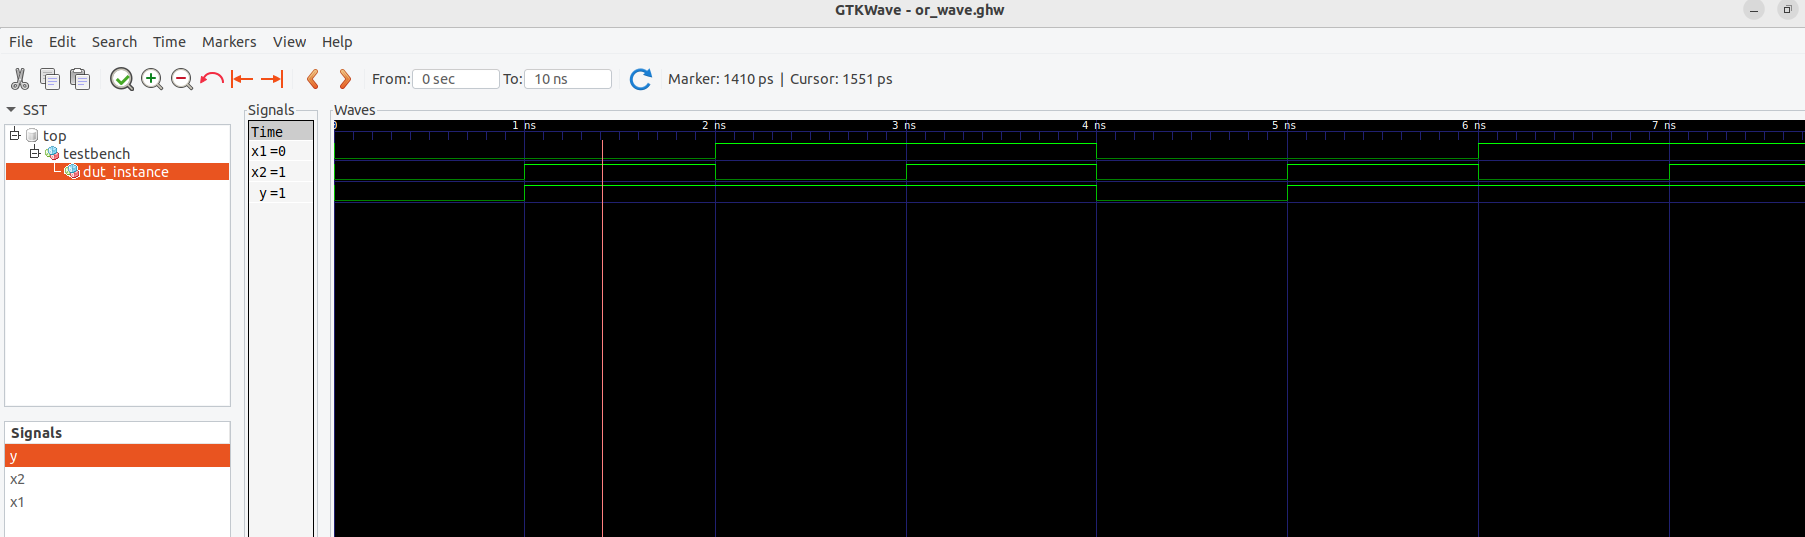 GTKWave - or_wave.ghw
File Edit Search Time Markers View Help
From: 0 sec To: 10 ns Marker: 1410 ps | Cursor: 1551 ps
SST
top
testbench
dut_instance
Signals
y
x2
x1
Signals
Time
x1=0
x2=1
y=1
Waves
0 1 ns 2 ns 3 ns 4 ns 5 ns 6 ns 7 ns